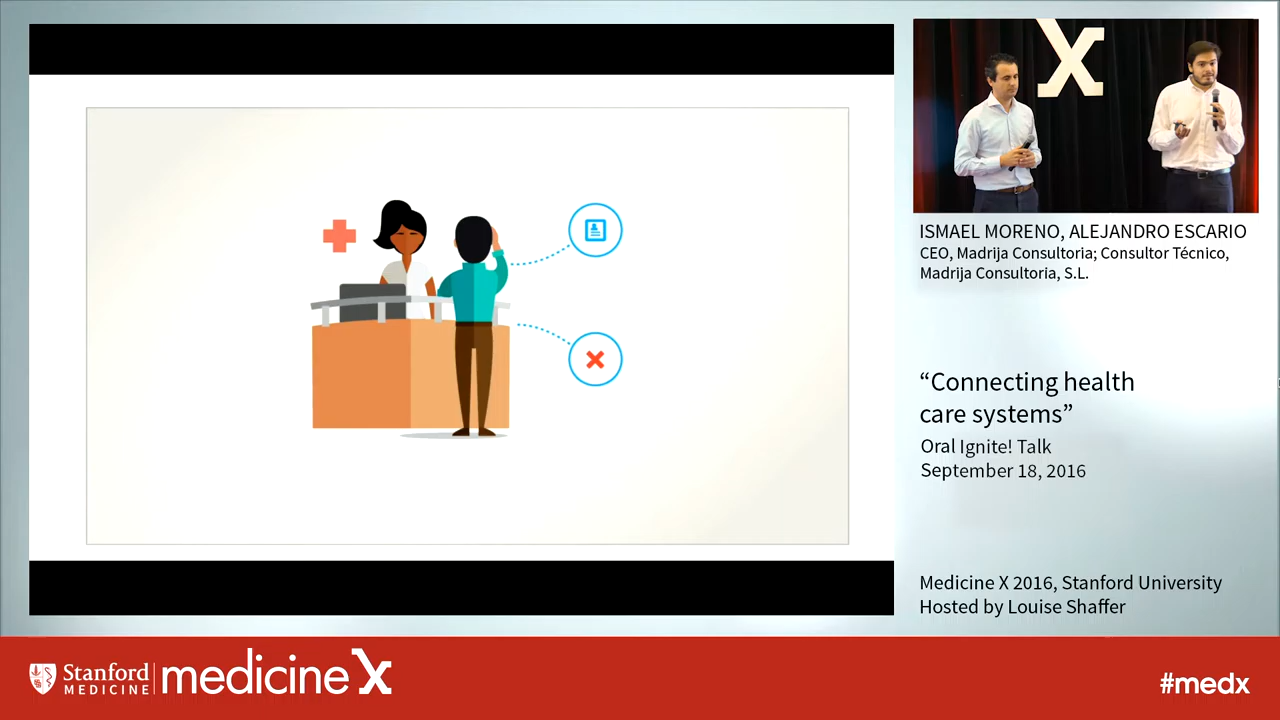 X
ISMAEL MORENO, ALEJANDRO ESCARIO
CEO, Madrija Consultoria; Consultor Técnico,
Madrija Consultoria, S.L.
“Connecting health
care systems”
Oral Ignite! Talk
September 18, 2016
Medicine X 2016, Stanford University
Hosted by Louise Shaffer
Stanford
MEDICINE
medicine X
#medx